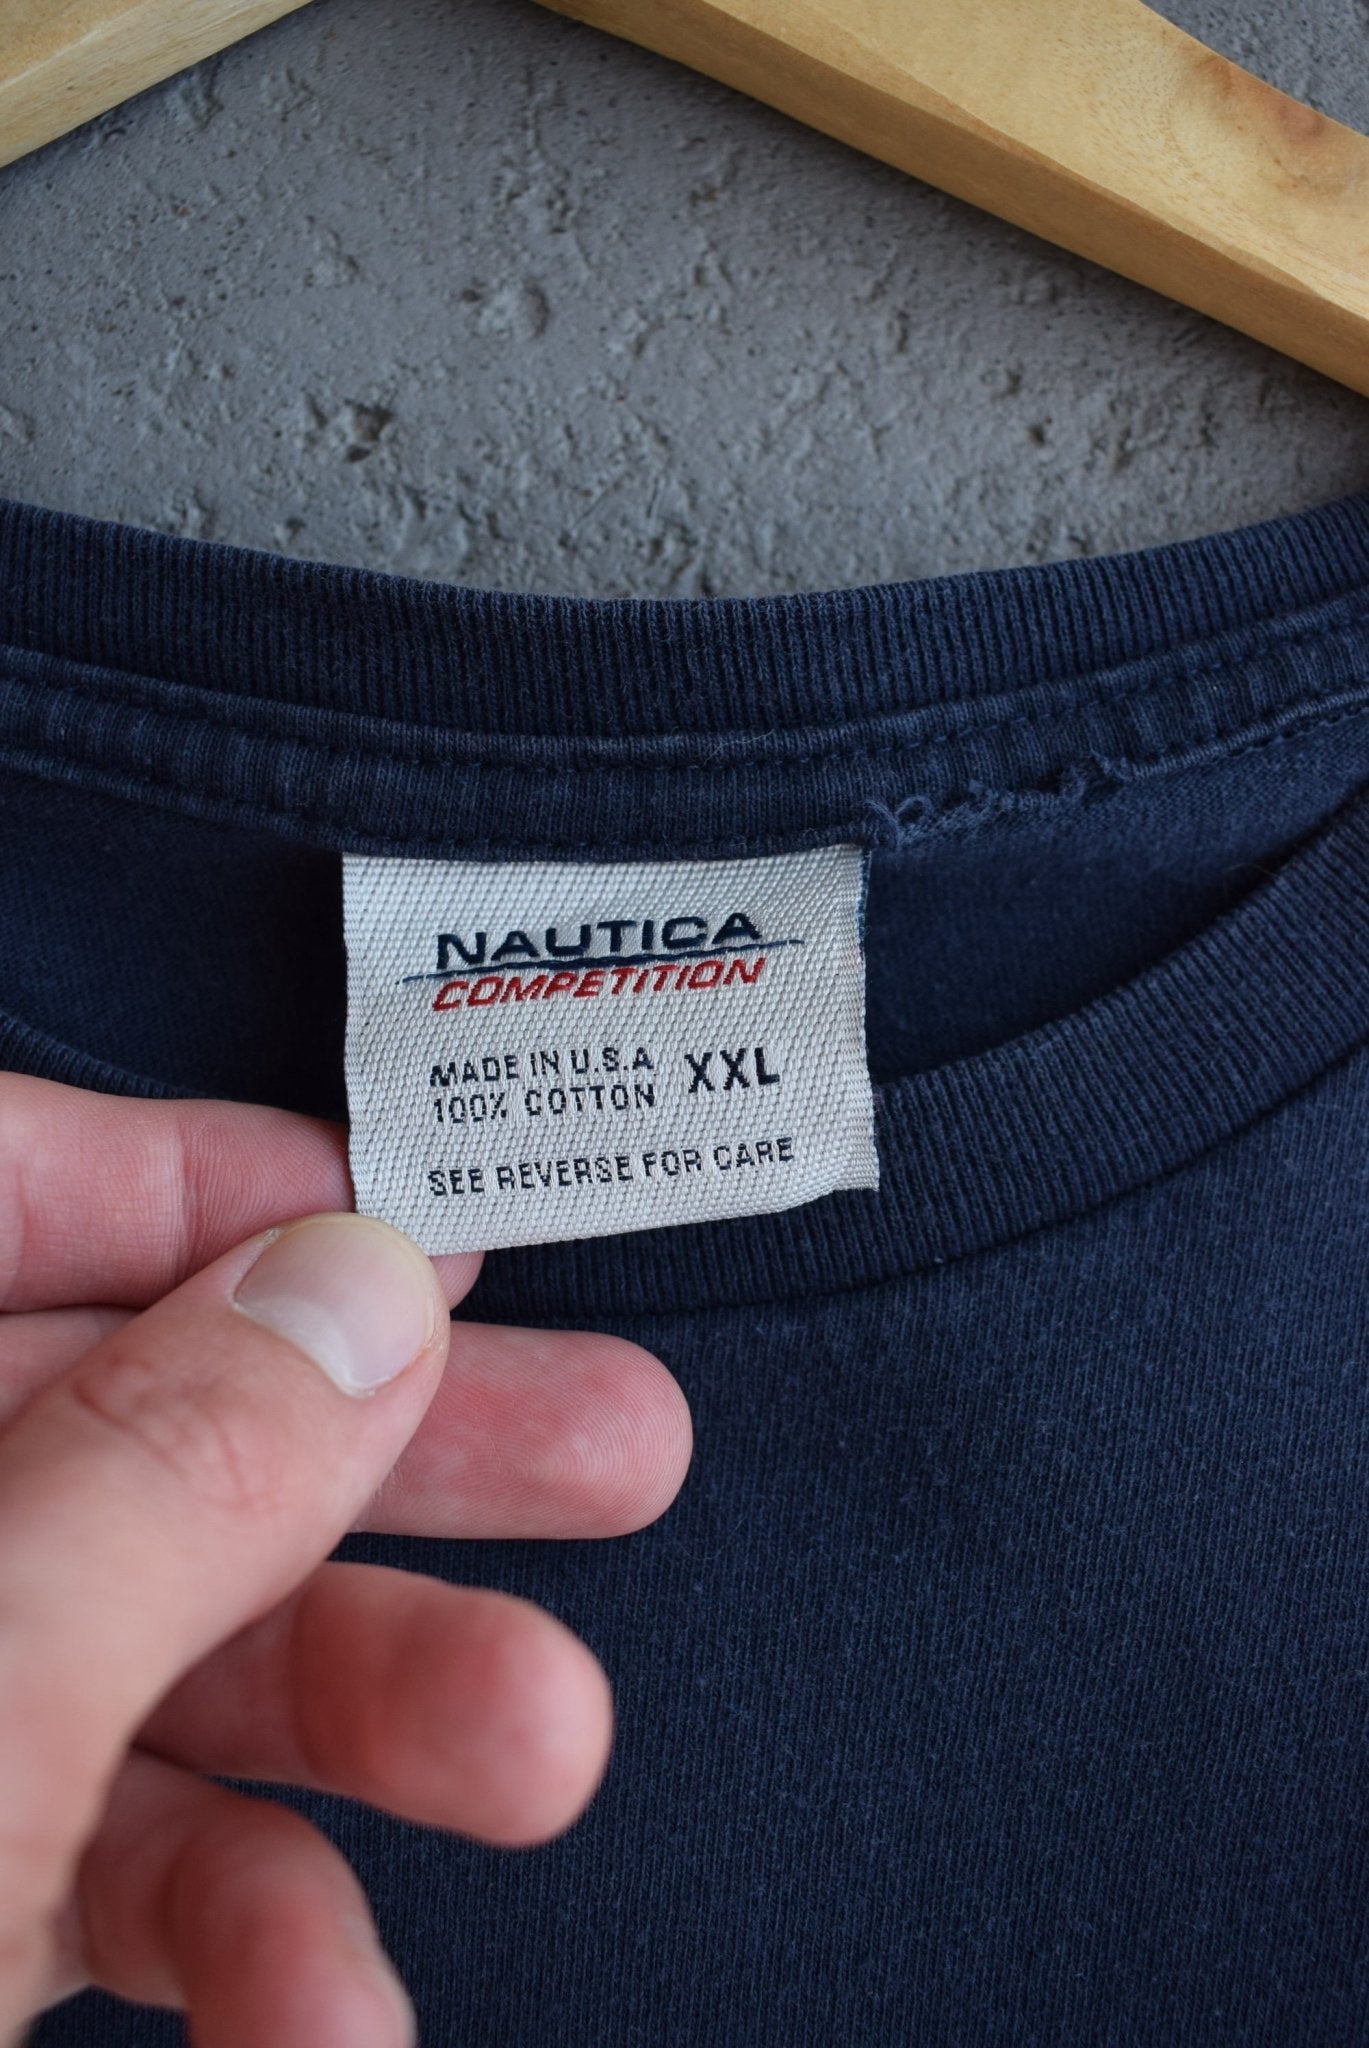 NAUTICA
COMPETITION
MADE IN U.S.A XXL
100% COTTON
SEE REVERSE FOR CARE